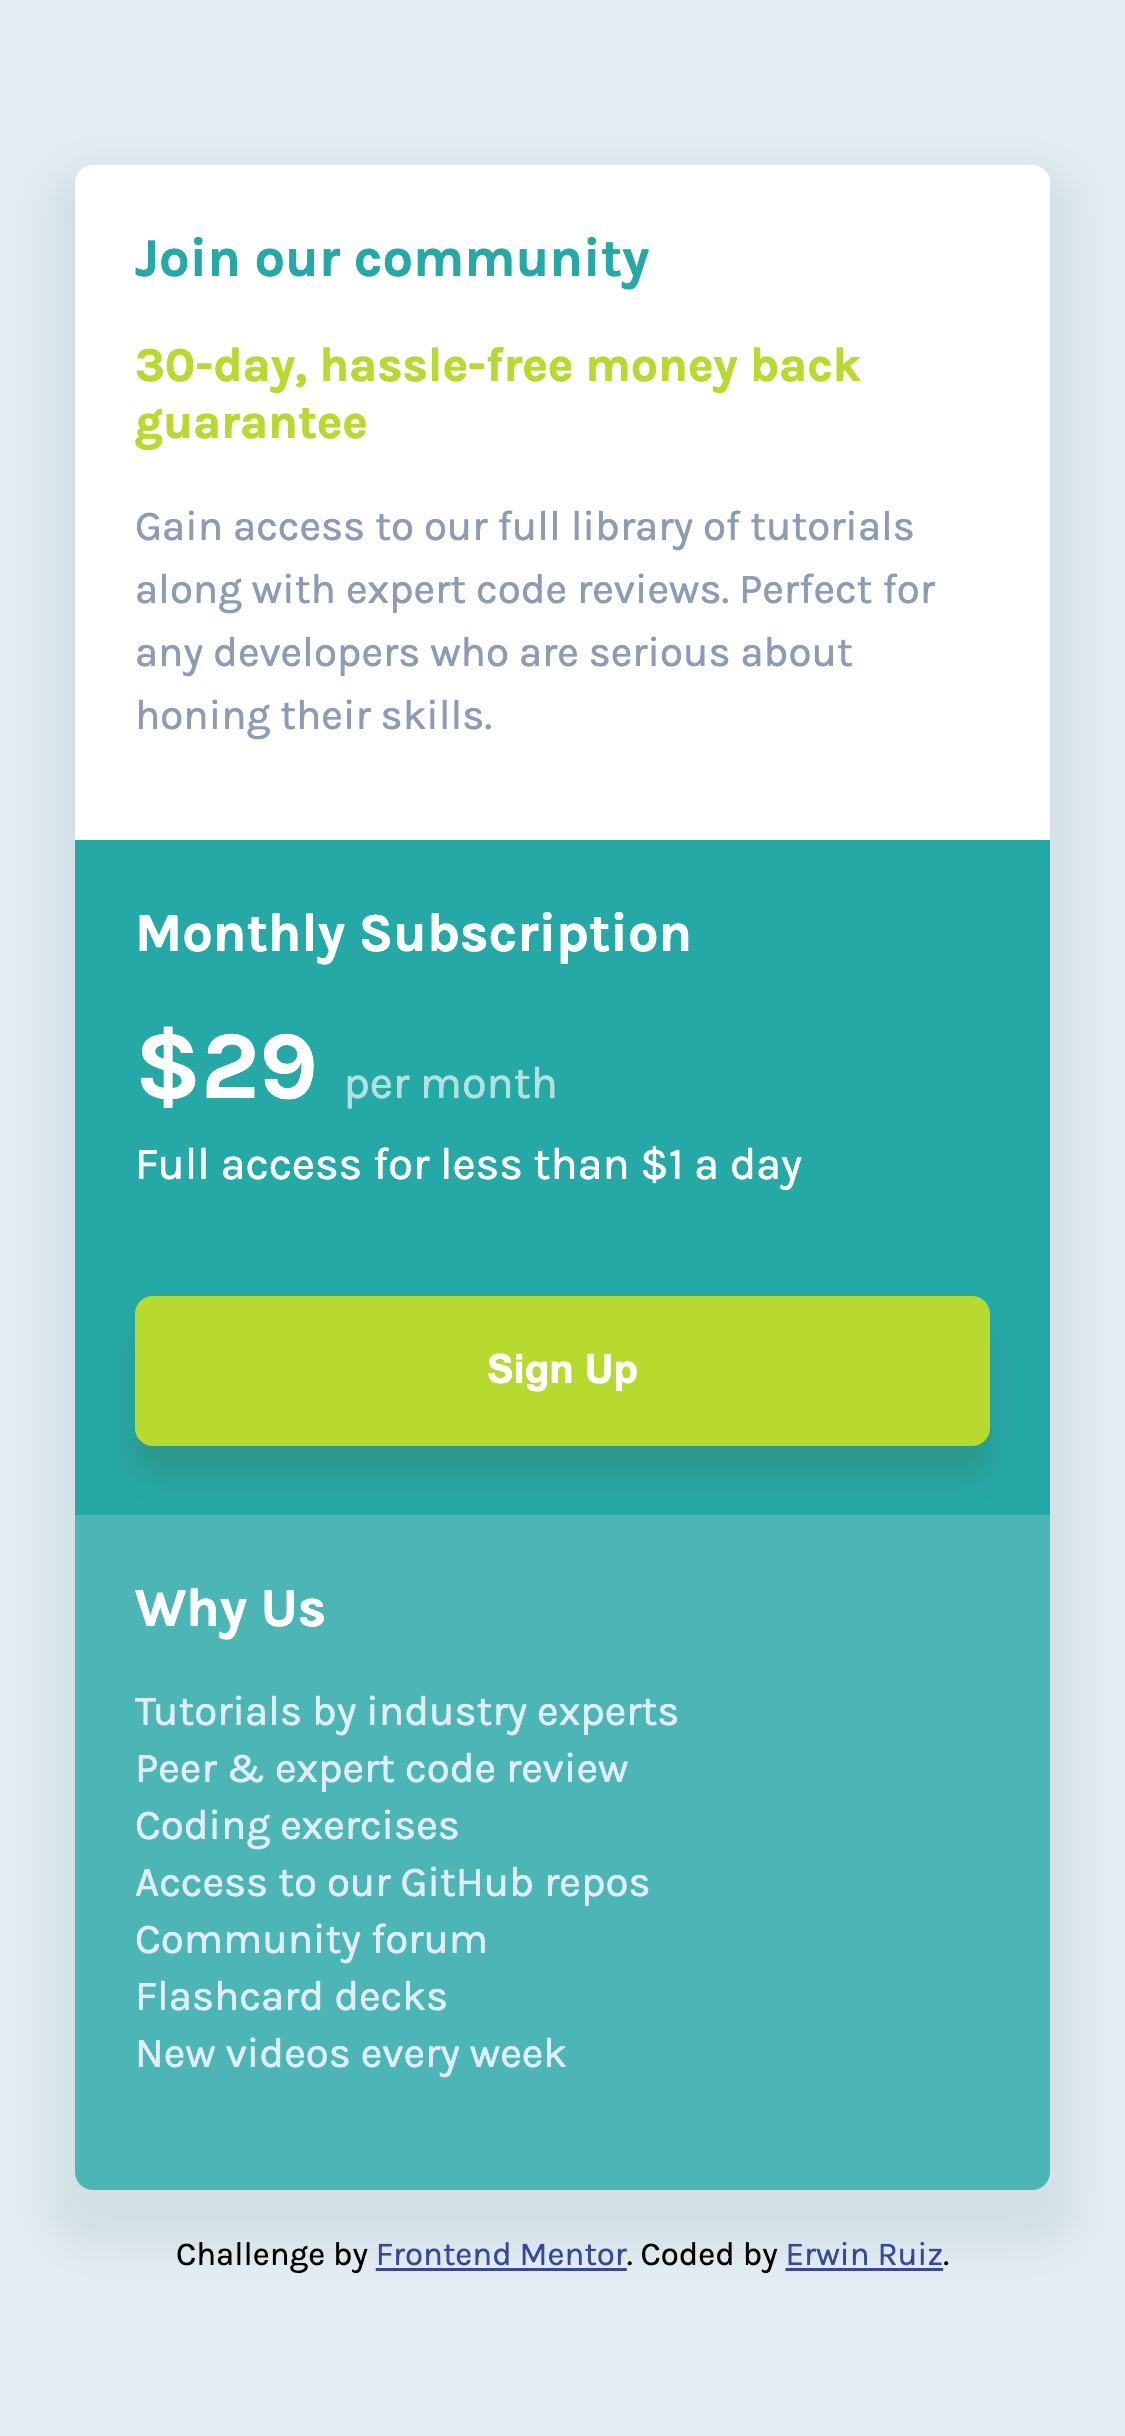 Join our community
30-day, hassle-free money back
guarantee
Gain access to our full library of tutorials
along with expert code reviews. Perfect for
any developers who are serious about
honing their skills.
Monthly Subscription
$29 per month
Full access for less than $1 a day
Sign Up
Why Us
Tutorials by industry experts
Peer & expert code review
Coding exercises
Access to our GitHub repos
Community forum
Flashcard decks
New videos every week
Challenge by Frontend Mentor. Coded by Erwin Ruiz.